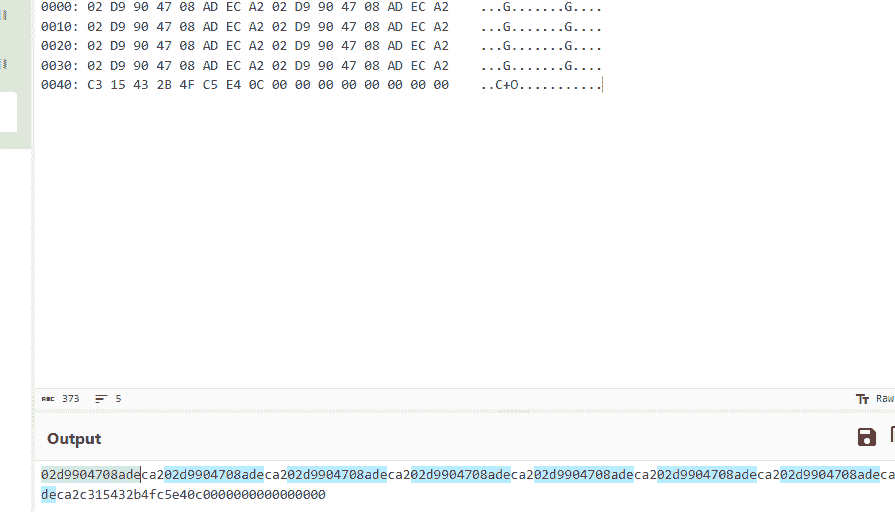 0000: 02 D9 90 47 08 AD EC A2 02 D9 90 47 08 AD EC A2 ...G.......G....
0010: 02 D9 90 47 08 AD EC A2 02 D9 90 47 08 AD EC A2 ...G.......G....
0020: 02 D9 90 47 08 AD EC A2 02 D9 90 47 08 AD EC A2 ...G.......G....
0030: 02 D9 90 47 08 AD EC A2 02 D9 90 47 08 AD EC A2 ...G.......G....
0040: C3 15 43 2B 4F C5 E4 0C 00 00 00 00 00 00 00 00 ..C+O...........
ABC 373 5 Raw
Output
02d9904708adeca202d9904708adeca202d9904708adeca202d9904708adeca202d9904708adeca202d9904708adeca202d9904708adeca
deca2c315432b4fc5e40c0000000000000000